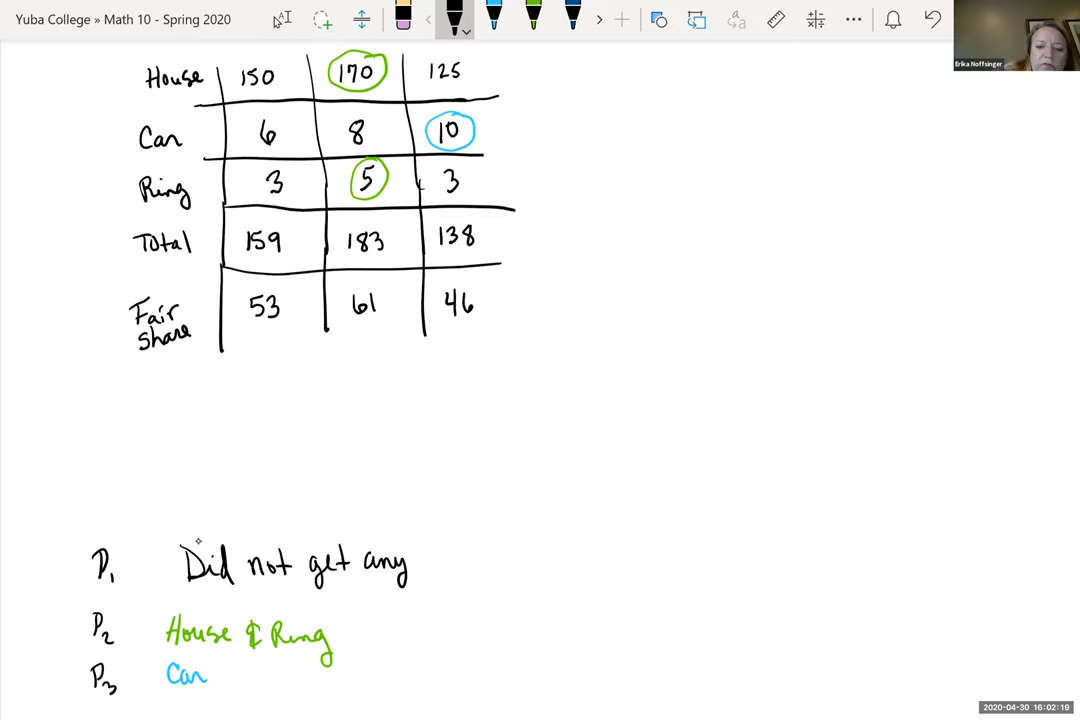 Yuba College » Math 10 - Spring 2020
Erika Noffsinger
House 150 170 125
Car 6 8 10
Ring 3 5 3
Total 159 183 138
Fair share 53 61 46
P1 Did not get any
P2 House & Ring
P3 Car
2020-04-30 16:02:19